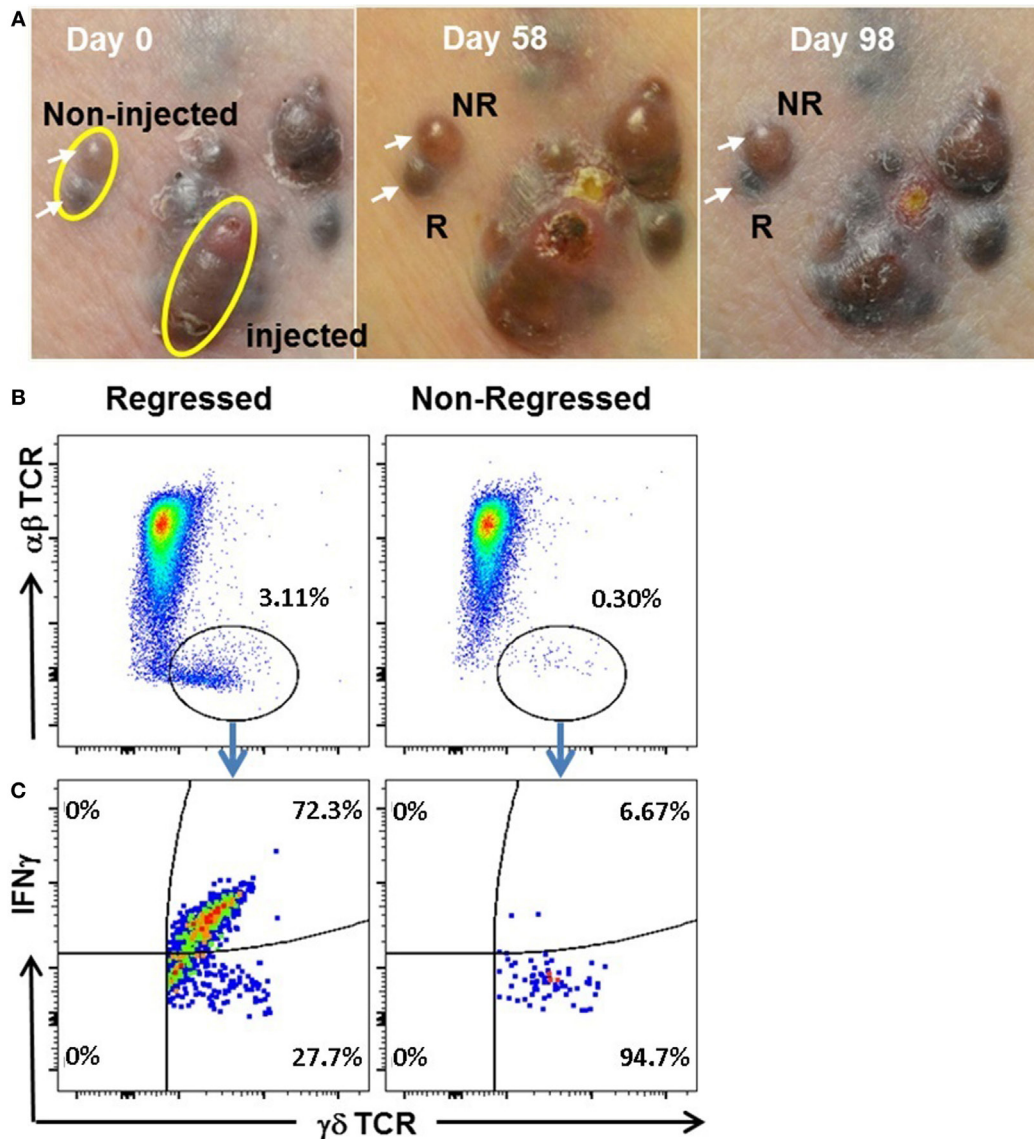 A
Day 0
Day 58
Day 98
Non-injected
injected
NR
R
NR
R
B
Regressed
Non-Regressed
αβ TCR
3.11%
0.30%
C
IFNγ
0%
72.3%
0%
27.7%
0%
6.67%
0%
94.7%
γδ TCR